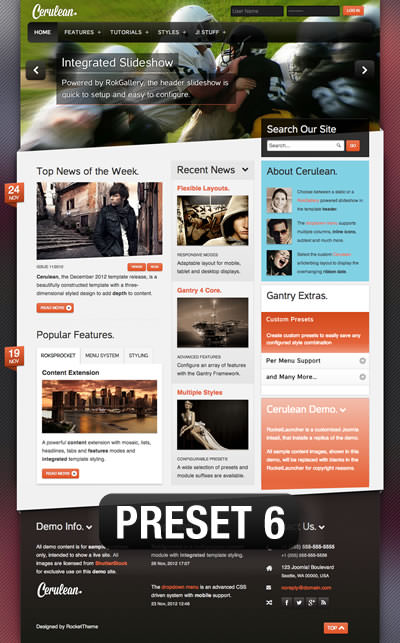 Cerulean.
User Name
LOG IN
HOME FEATURES + TUTORIALS + STYLES + J! STUFF +
Integrated Slideshow
Powered by RokGallery, the header slideshow is
quick to setup and easy to configure.
Search Our Site
Search...
GO
24
NOV
Top News of the Week.
ISSUE 11/2010
Cerulean, the December 2012 template release, is a
beautifully constructed template with a three-
dimensional styled design to add depth to content.
READ MORE
19
NOV
Popular Features.
ROKSPROCKET MENU SYSTEM STYLING
Content Extension
A powerful content extension with mosaic, lists,
headlines, tabs and features modes and
integrated template styling.
READ MORE
Recent News
Flexible Layouts.
RESPONSIVE MODES
Adaptable layout for mobile,
tablet and desktop displays.
Gantry 4 Core.
ADVANCED FEATURES
Configure an array of features
with the Gantry Framework.
Multiple Styles
CONFIGURABLE PRESETS
A wide selection of presets and
module suffixes are available.
About Cerulean.
Choose between a static or a
RokGallery powered slideshow in
the template header.
The dropdown menu supports
multiple columns, inline icons,
subtext and much more.
Select the custom Cerulean
articleblog layout to display the
overhanging ribbon date.
Gantry Extras.
Custom Presets
Create custom presets to easily save any
configured style combination
Per Menu Support
and Many More...
Cerulean Demo.
RocketLauncher is a customized Joomla
install, that installs a replica of the demo.
All sample content images, shown in this
demo, will be replaced with blanks in the
RocketLauncher for copyright reasons.
PRESET 6
Demo Info.
All demo content is for sample
only, intended to show a live site. All
images are licensed from ShutterStock
for exclusive use on this demo site.
Cerulean.
Designed by RocketTheme
module with integrated template styling.
25 Nov, 2012 17:07
The dropdown menu is an advanced CSS
driven system with mobile support.
23 Nov, 2012 12:46
Us.
(555) 555-5555
+1 (555) 555-5555
123 Joomla! Boulevard
Seattle, WA 00000, USA
noreply@domain.com
TOP